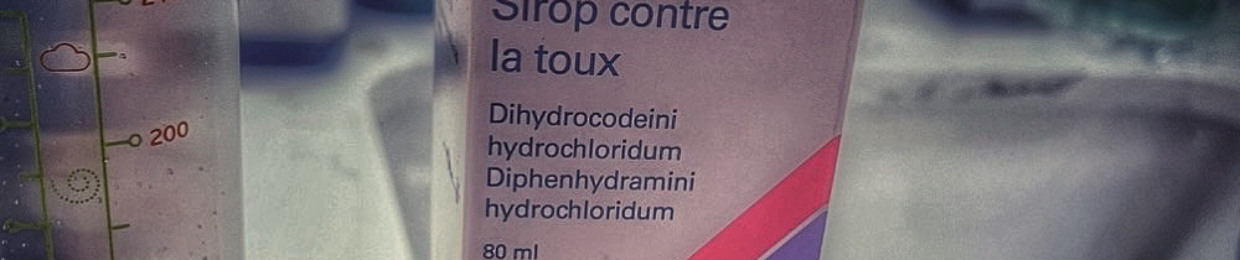 200
Sirop contre
la toux
Dihydrocodeini
hydrochloridum
Diphenhydramini
hydrochloridum
80 ml